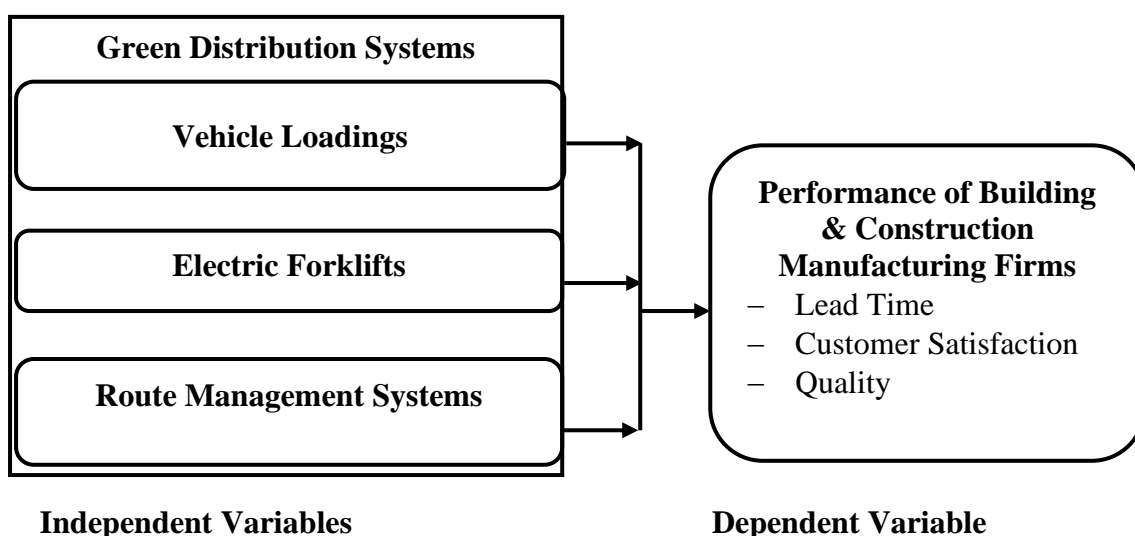 Green Distribution Systems
Vehicle Loadings
Electric Forklifts
Route Management Systems
Performance of Building
& Construction
Manufacturing Firms
− Lead Time
− Customer Satisfaction
− Quality
Independent Variables
Dependent Variable